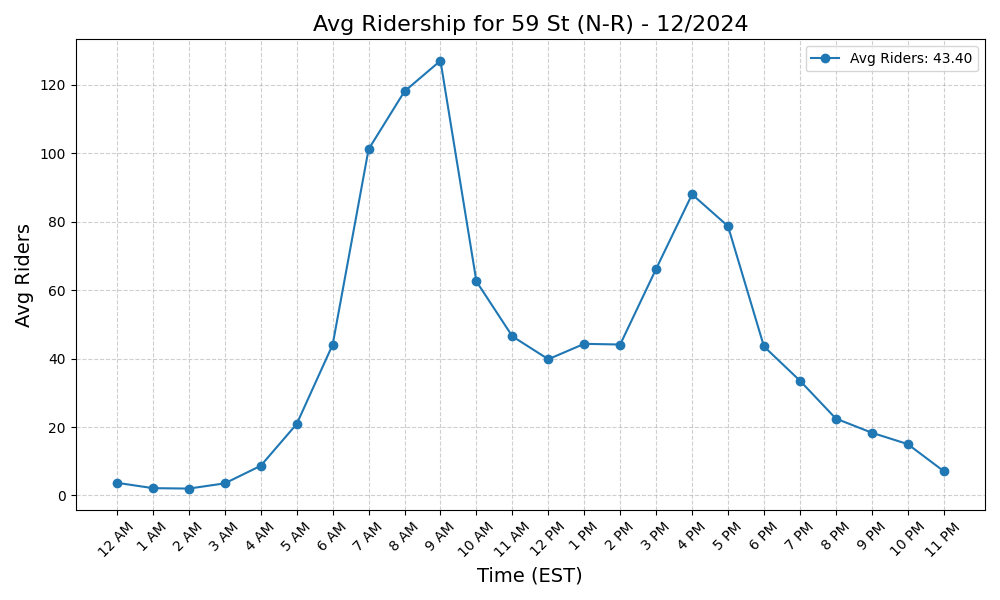 Avg Ridership for 59 St (N-R) - 12/2024
Avg Riders: 43.40
Avg Riders
120
100
80
60
40
20
0
12 AM
1 AM
2 AM
3 AM
4 AM
5 AM
6 AM
7 AM
8 AM
9 AM
10 AM
11 AM
12 PM
1 PM
2 PM
3 PM
4 PM
5 PM
6 PM
7 PM
8 PM
9 PM
10 PM
11 PM
Time (EST)